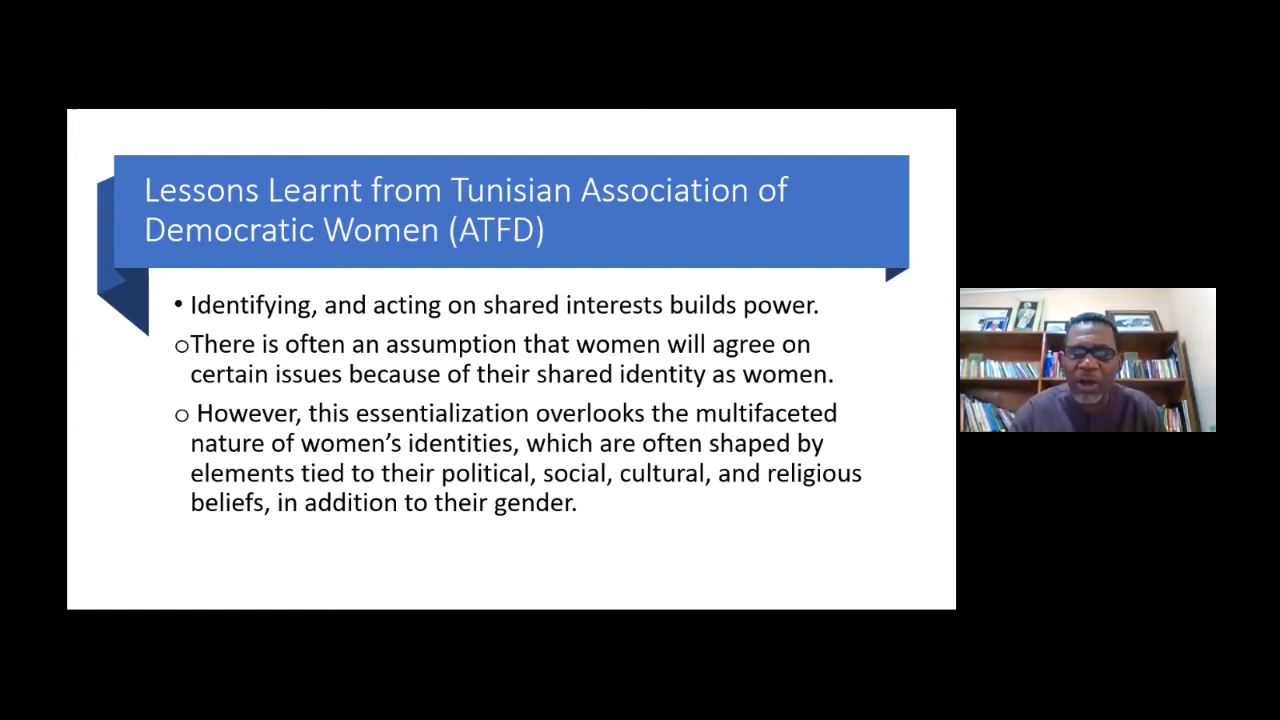 Lessons Learnt from Tunisian Association of
Democratic Women (ATFD)
• Identifying, and acting on shared interests builds power.
oThere is often an assumption that women will agree on
certain issues because of their shared identity as women.
o However, this essentialization overlooks the multifaceted
nature of women’s identities, which are often shaped by
elements tied to their political, social, cultural, and religious
beliefs, in addition to their gender.